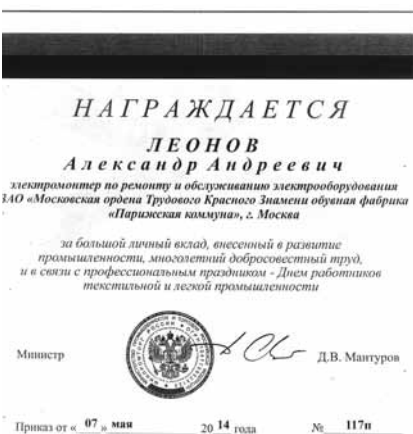 НАГРАЖДАЕТСЯ
ЛЕОНОВ
Александр Андреевич
электромонтер по ремонту и обслуживанию электрооборудования
ЗАО «Московская ордена Трудового Красного Знамени обувная фабрика
«Парижская коммуна», г. Москва
за большой личный вклад, внесенный в развитие
промышленности, многолетний добросовестный труд,
и в связи с профессиональным праздником - Днем работников
текстильной и легкой промышленности
Министр Д.В. Мантуров
Приказ от « 07 » мая 20 14 года № 117п